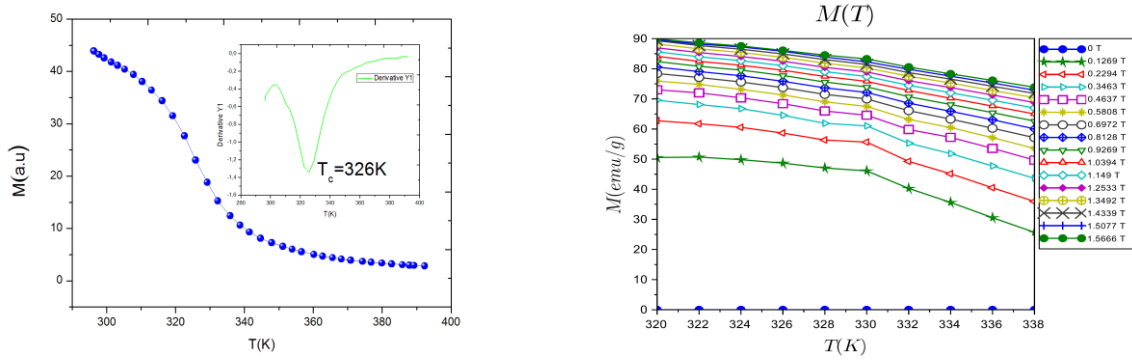 M(a.u)
50
40
30
20
10
0
300
320
340
360
380
400
T(K)
Derivative Y1
0,0
-0,2
-0,4
-0,6
-0,8
-1,0
-1,2
-1,4
-1,6
260
280
300
320
340
360
380
400
T(K)
Derivative Y1
Tc=326K
M(T)
M(emu/g)
90
80
70
60
50
40
30
20
10
0
320
322
324
326
328
330
332
334
336
338
T(K)
0 T
0.1269 T
0.2294 T
0.3463 T
0.4637 T
0.5808 T
0.6972 T
0.8128 T
0.9269 T
1.0394 T
1.149 T
1.2533 T
1.3492 T
1.4339 T
1.5077 T
1.5666 T